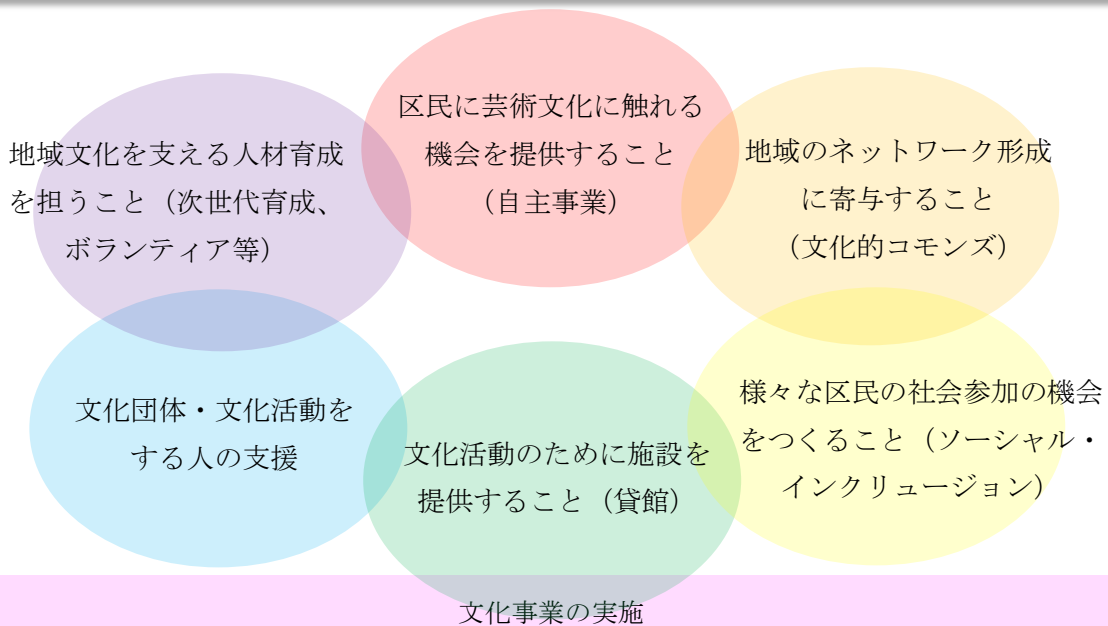 区民に芸術文化に触れる
機会を提供すること
（自主事業）
地域文化を支える人材育成
を担うこと（次世代育成、
ボランティア等）
地域のネットワーク形成
に寄与すること
（文化的コモンズ）
文化団体・文化活動を
する人の支援
文化活動のために施設を
提供すること（貸館）
様々な区民の社会参加の機会
をつくること（ソーシャル・
インクリュージョン）
文化事業の実施